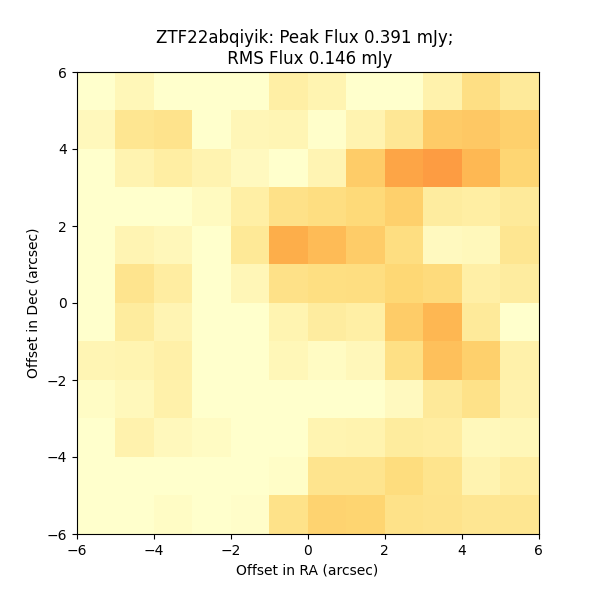 ZTF22abqiyik: Peak Flux 0.391 mJy;
RMS Flux 0.146 mJy
6
4
2
0
−2
−4
−6
Offset in Dec (arcsec)
−6 −4 −2 0 2 4 6
Offset in RA (arcsec)